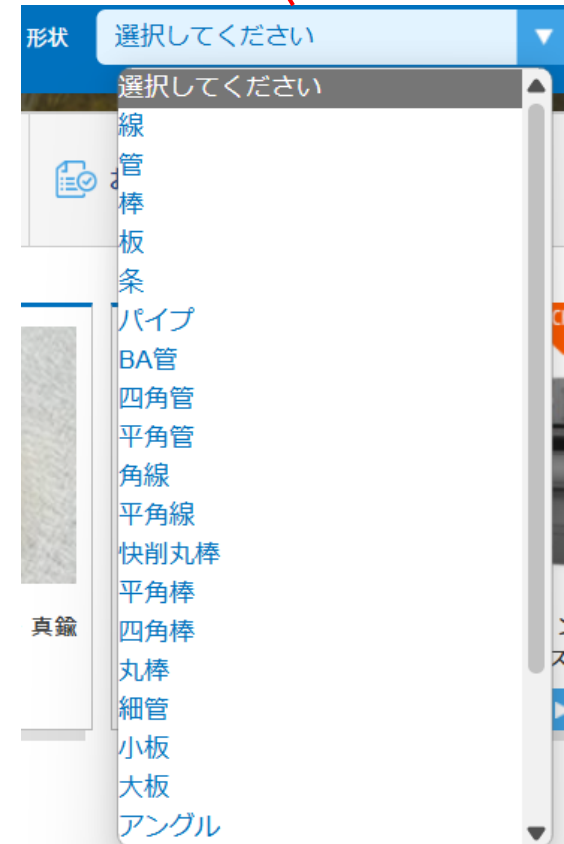 形状
選択してください
選択してください
線
管
棒
板
条
パイプ
BA管
四角管
平角管
角線
平角線
快削丸棒
平角棒
四角棒
丸棒
細管
小板
大板
アングル
真鍮